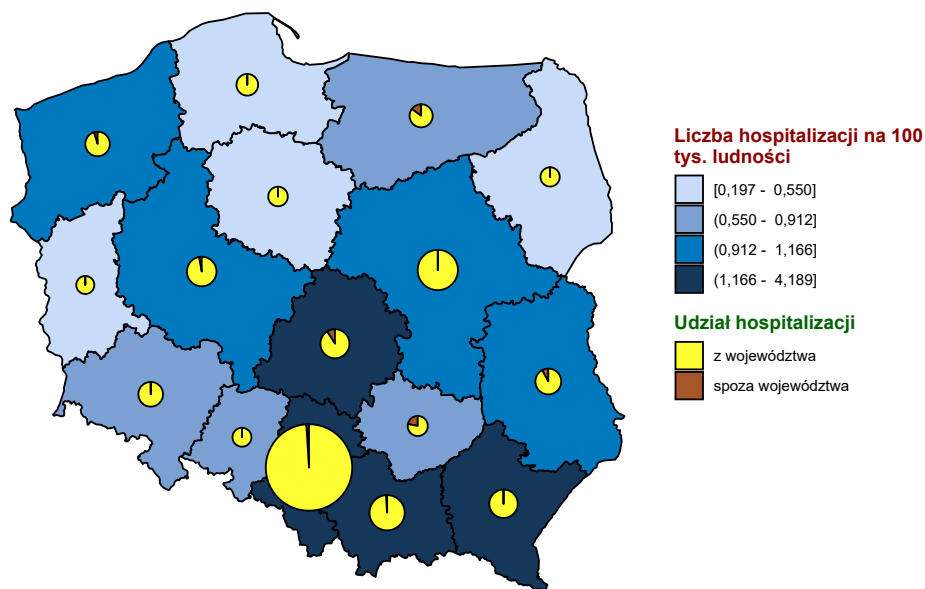 Liczba hospitalizacji na 100
tys. ludności
[0,197 - 0,550]
(0,550 - 0,912]
(0,912 - 1,166]
(1,166 - 4,189]
Udział hospitalizacji
z województwa
spoza województwa